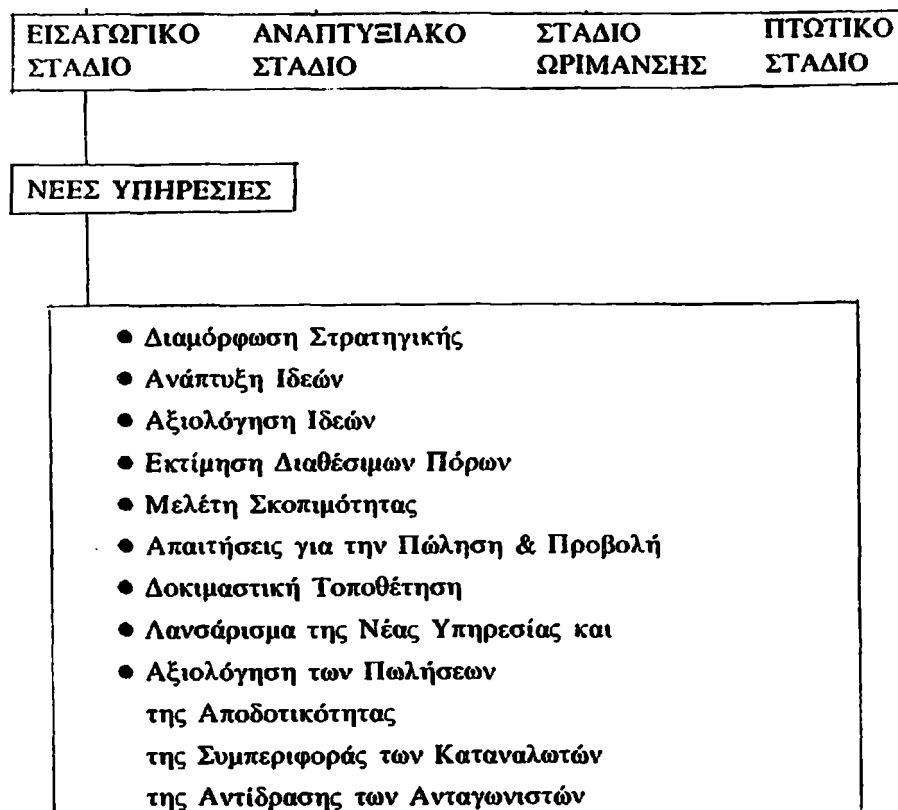 ΕΙΣΑΓΩΓΙΚΟ ΑΝΑΠΤΥΞΙΑΚΟ ΣΤΑΔΙΟ ΠΤΩΤΙΚΟ
ΣΤΑΔΙΟ ΣΤΑΔΙΟ ΩΡΙΜΑΝΣΗΣ ΣΤΑΔΙΟ
ΝΕΕΣ ΥΠΗΡΕΣΙΕΣ
● Διαμόρφωση Στρατηγικής
● Ανάπτυξη Ιδεών
● Αξιολόγηση Ιδεών
● Εκτίμηση Διαθέσιμων Πόρων
● Μελέτη Σκοπιμότητας
● Απαιτήσεις για την Πώληση & Προβολή
● Δοκιμαστική Τοποθέτηση
● Λανσάρισμα της Νέας Υπηρεσίας και
● Αξιολόγηση των Πωλήσεων
της Αποδοτικότητας
της Συμπεριφοράς των Καταναλωτών
της Αντίδρασης των Ανταγωνιστών